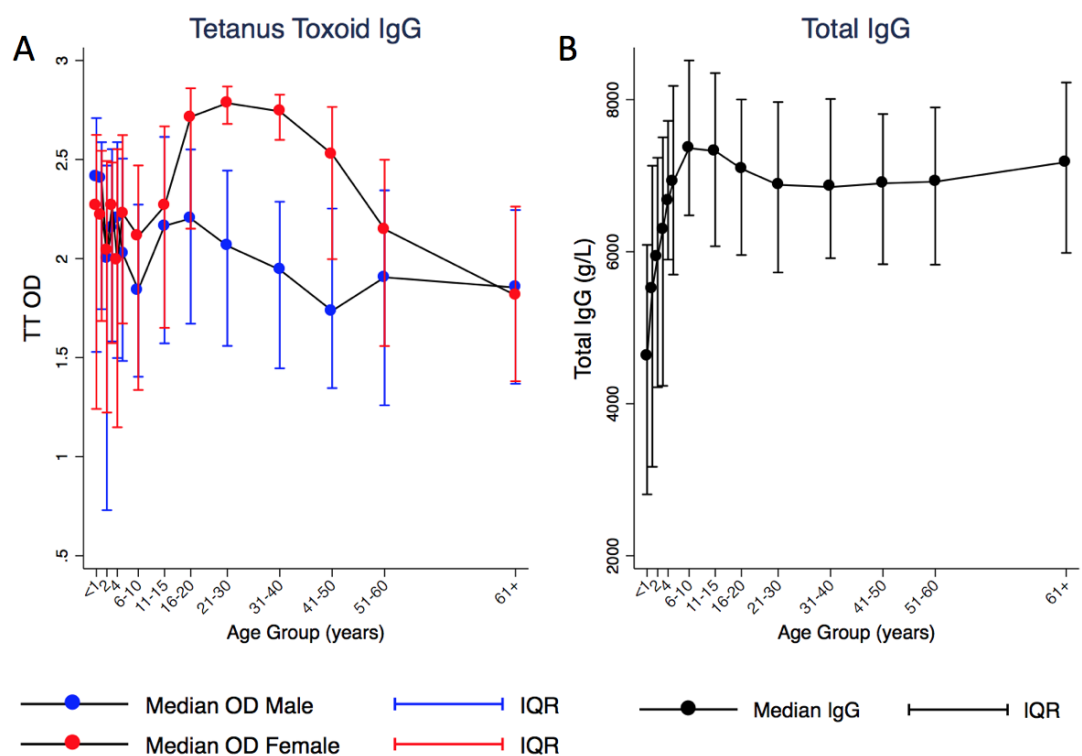 A
Tetanus Toxoid IgG
3
2.5
2
1.5
1
.5
TT OD
<1
2
4
6-10
11-15
16-20
21-30
31-40
41-50
51-60
61+
Age Group (years)
Median OD Male
IQR
Median OD Female
IQR
B
Total IgG
8000
6000
4000
2000
Total IgG (g/L)
<1
2
4
6-10
11-15
16-20
21-30
31-40
41-50
51-60
61+
Age Group (years)
Median IgG
IQR